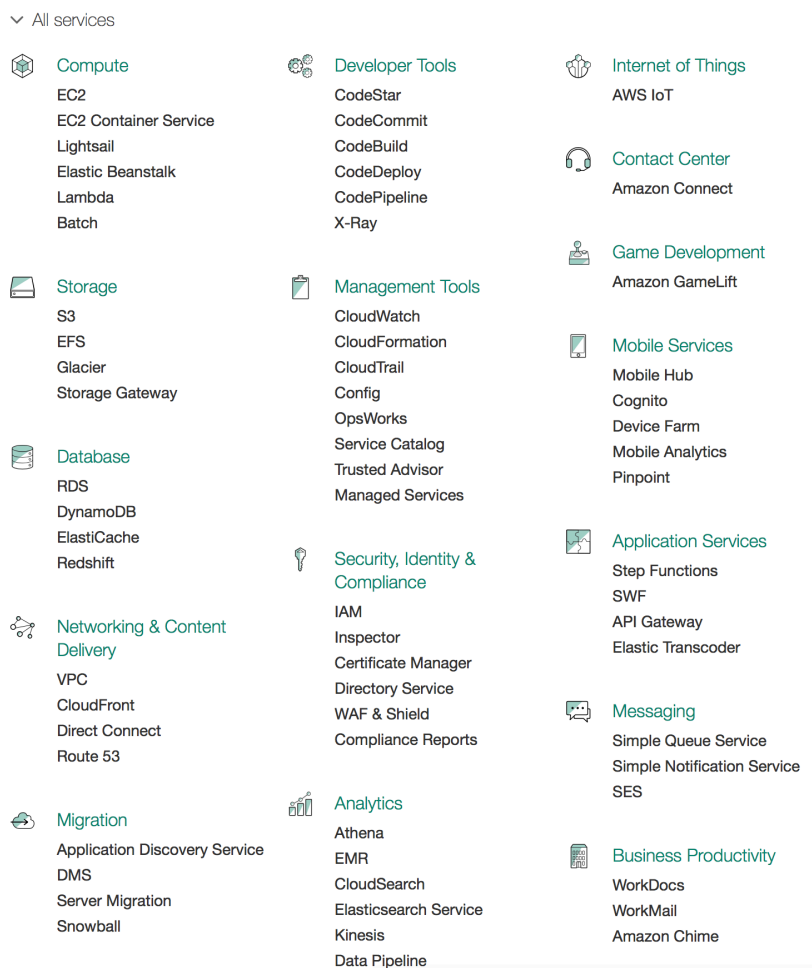 All services
Compute
EC2
EC2 Container Service
Lightsail
Elastic Beanstalk
Lambda
Batch
Storage
S3
EFS
Glacier
Storage Gateway
Database
RDS
DynamoDB
ElastiCache
Redshift
Networking & Content
Delivery
VPC
CloudFront
Direct Connect
Route 53
Migration
Application Discovery Service
DMS
Server Migration
Snowball
Developer Tools
CodeStar
CodeCommit
CodeBuild
CodeDeploy
CodePipeline
X-Ray
Management Tools
CloudWatch
CloudFormation
CloudTrail
Config
OpsWorks
Service Catalog
Trusted Advisor
Managed Services
Security, Identity &
Compliance
IAM
Inspector
Certificate Manager
Directory Service
WAF & Shield
Compliance Reports
Analytics
Athena
EMR
CloudSearch
Elasticsearch Service
Kinesis
Data Pipeline
Internet of Things
AWS IoT
Contact Center
Amazon Connect
Game Development
Amazon GameLift
Mobile Services
Mobile Hub
Cognito
Device Farm
Mobile Analytics
Pinpoint
Application Services
Step Functions
SWF
API Gateway
Elastic Transcoder
Messaging
Simple Queue Service
Simple Notification Service
SES
Business Productivity
WorkDocs
WorkMail
Amazon Chime